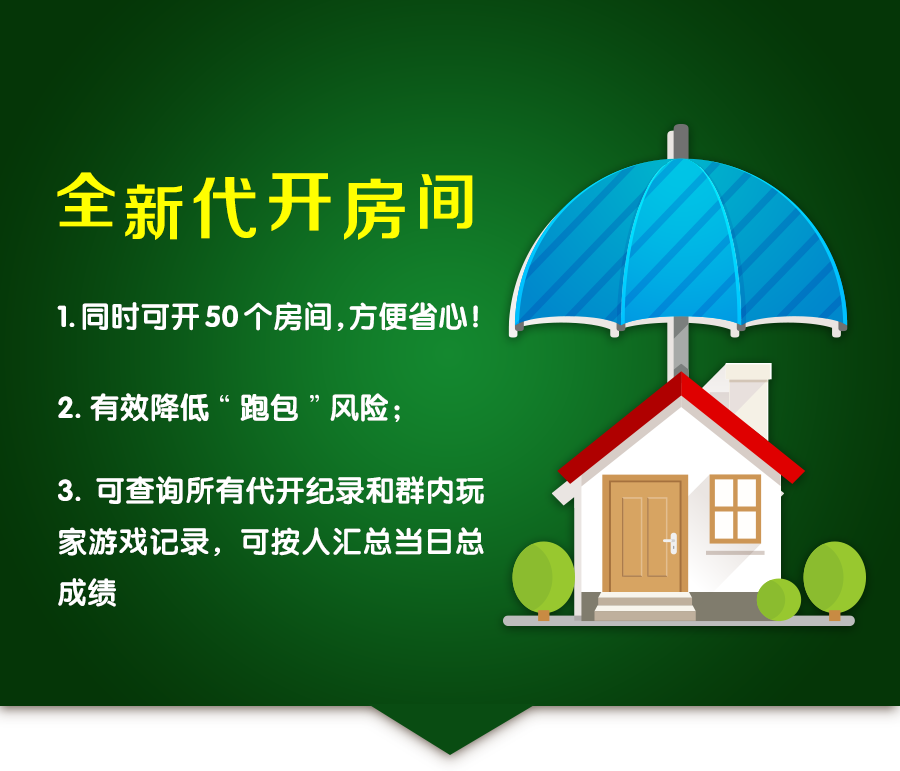 全新代开房间
1. 同时可开50个房间,方便省心!
2. 有效降低“跑包”风险；
3. 可查询所有代开纪录和群内玩
家游戏记录，可按人汇总当日总
成绩